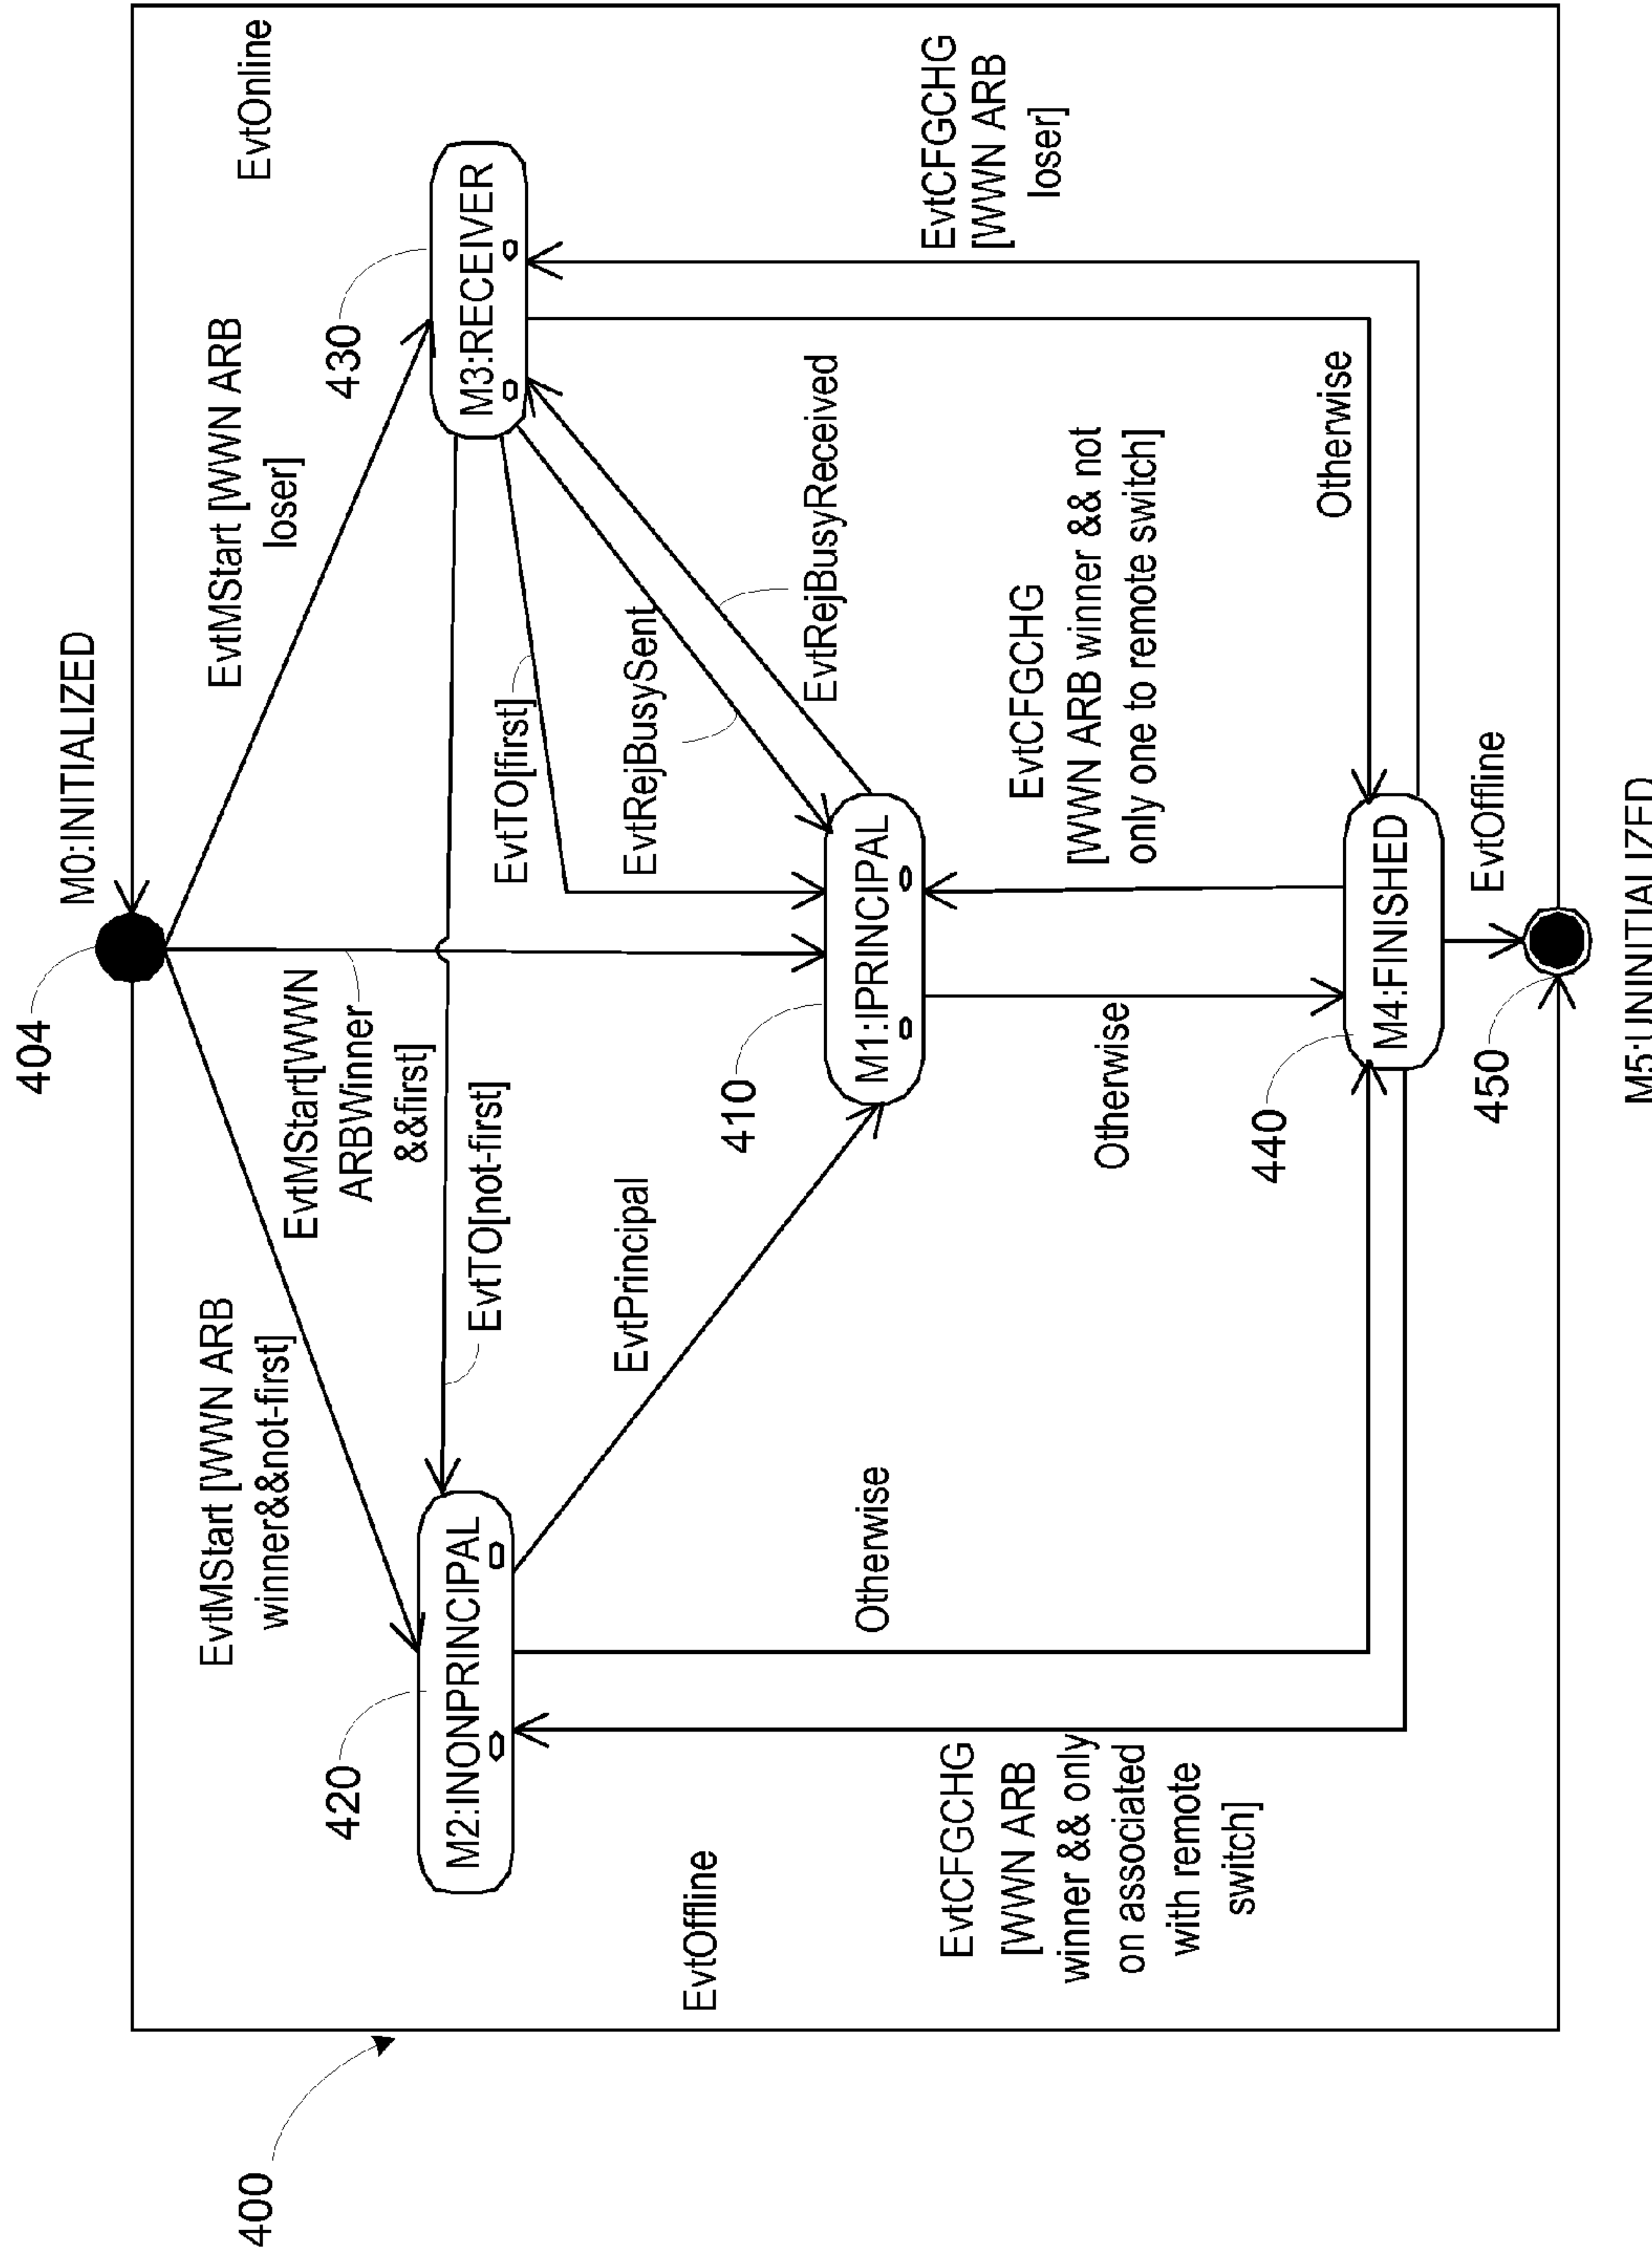 400
404
M0:INITIALIZED
EvtOnline
EvtMStart [WWN ARB
winner&&not-first]
EvtMStart[WWN
ARBWinner
&&first]
EvtMStart [WWN ARB
loser]
420
M2:INONPRINCIPAL
430
M3:RECEIVER
EvtTO[not-first]
EvtTO[first]
EvtRejBusySent
EvtRejBusyReceived
EvtPrincipal
410
M1:IPRINCIPAL
EvtOffline
Otherwise
EvtCFGCHG
[WWN ARB
winner && only
on associated
with remote
switch]
Otherwise
EvtCFGCHG
[WWN ARB winner && not
only one to remote switch]
EvtCFGCHG
[WWN ARB
loser]
Otherwise
440
M4:FINISHED
EvtOffline
450
M5:UNINITIALIZED